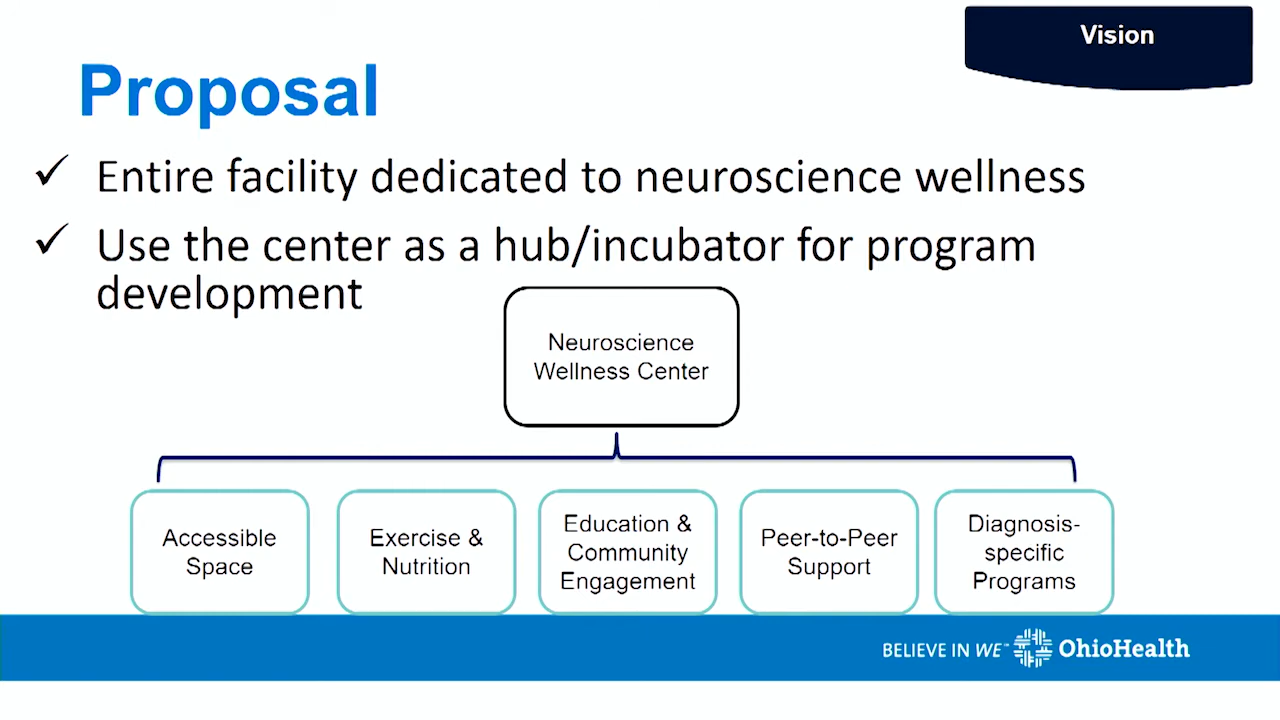 Vision
Proposal
✓ Entire facility dedicated to neuroscience wellness
✓ Use the center as a hub/incubator for program
development
Neuroscience
Wellness Center
Accessible
Space
Exercise &
Nutrition
Education &
Community
Engagement
Peer-to-Peer
Support
Diagnosis-
specific
Programs
BELIEVE IN WE™ OhioHealth